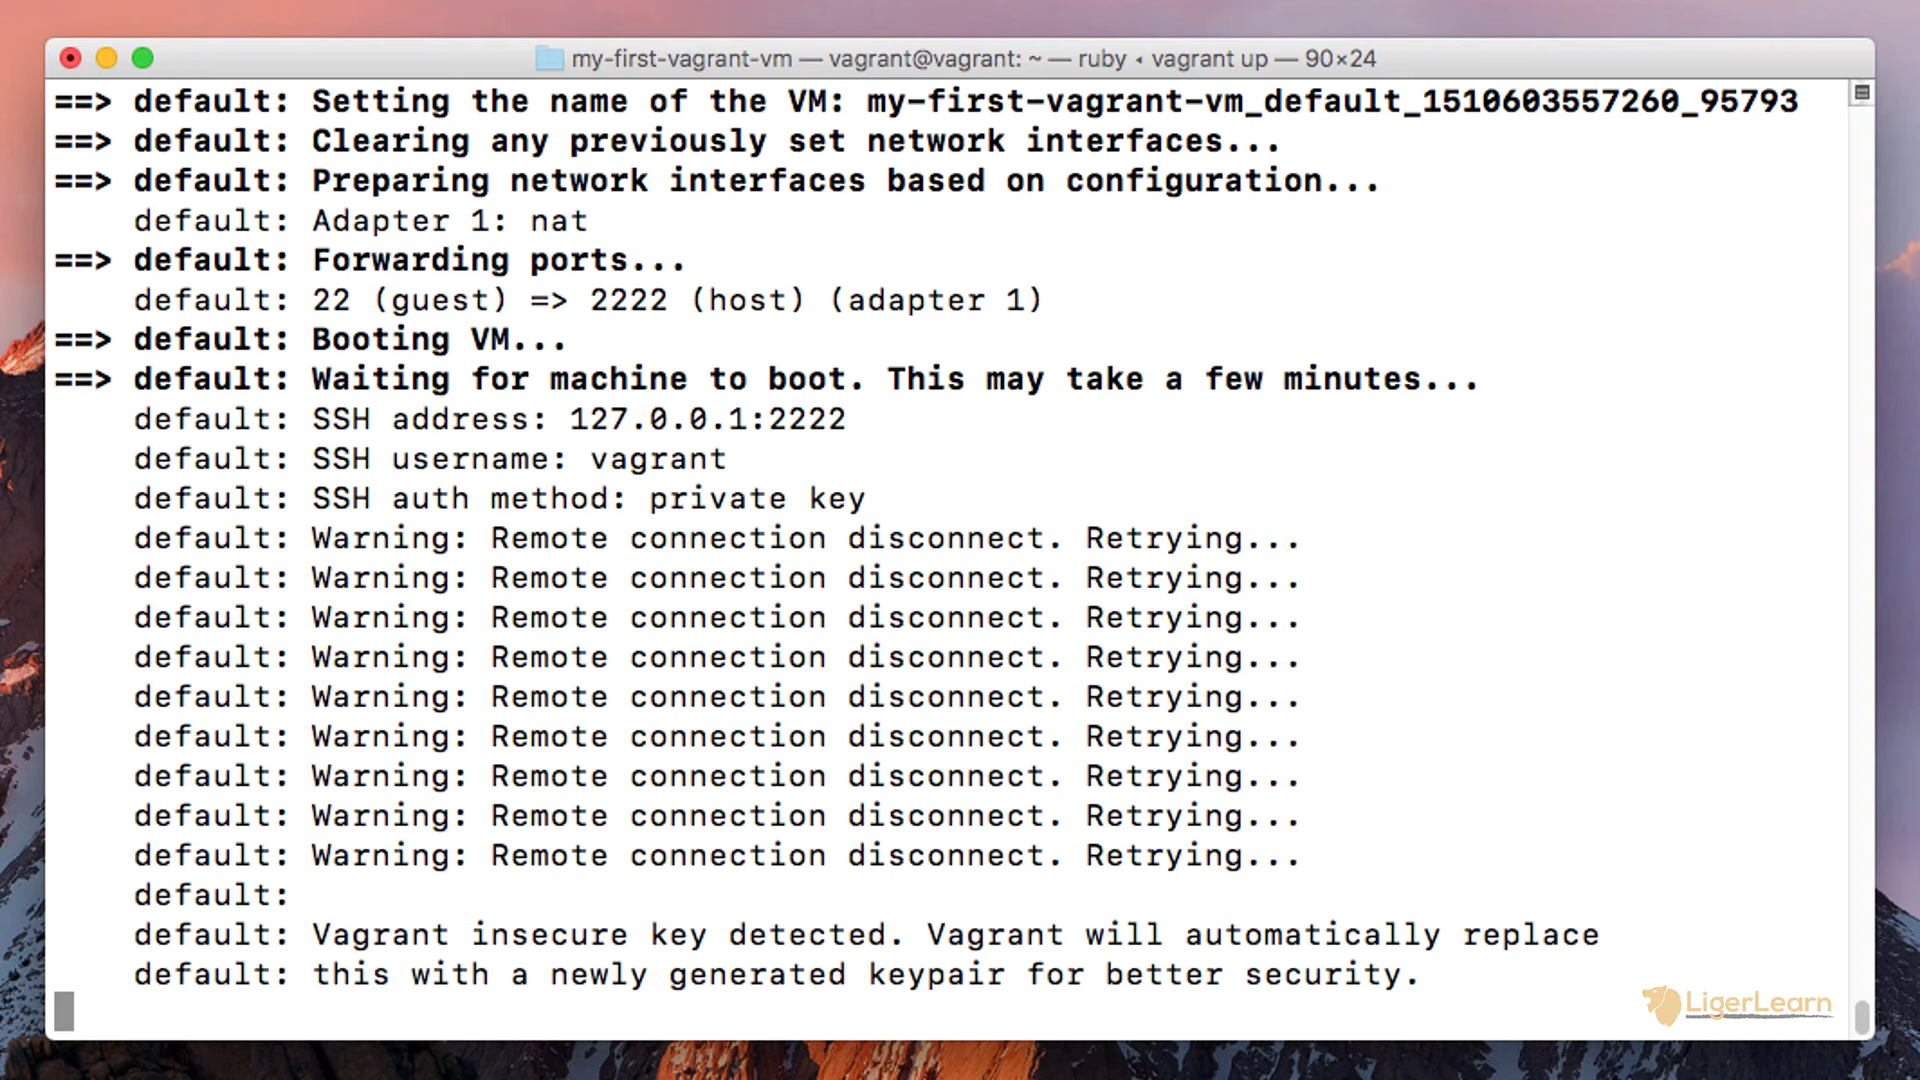 my-first-vagrant-vm — vagrant@vagrant: ~ — ruby ◂ vagrant up — 90×24
==> default: Setting the name of the VM: my-first-vagrant-vm_default_1510603557260_95793
==> default: Clearing any previously set network interfaces...
==> default: Preparing network interfaces based on configuration...
    default: Adapter 1: nat
==> default: Forwarding ports...
    default: 22 (guest) => 2222 (host) (adapter 1)
==> default: Booting VM...
==> default: Waiting for machine to boot. This may take a few minutes...
    default: SSH address: 127.0.0.1:2222
    default: SSH username: vagrant
    default: SSH auth method: private key
    default: Warning: Remote connection disconnect. Retrying...
    default: Warning: Remote connection disconnect. Retrying...
    default: Warning: Remote connection disconnect. Retrying...
    default: Warning: Remote connection disconnect. Retrying...
    default: Warning: Remote connection disconnect. Retrying...
    default: Warning: Remote connection disconnect. Retrying...
    default: Warning: Remote connection disconnect. Retrying...
    default: Warning: Remote connection disconnect. Retrying...
    default: Warning: Remote connection disconnect. Retrying...
    default:
    default: Vagrant insecure key detected. Vagrant will automatically replace
    default: this with a newly generated keypair for better security.
LigerLearn